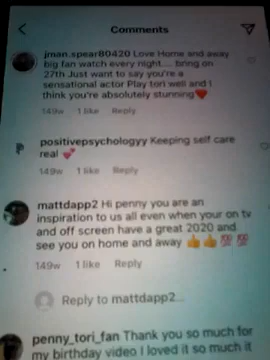 Comments
jman.spear80420 Love Home and away
big fan watch every night.... bring on
27th Just want to say you're a
sensational actor Play tori well and I
think you're absolutely stunning❤️
149w 1 like Reply
positivepsychologyy Keeping self care
real 💕
149w 1 like Reply
mattdapp2 Hi penny you are an
inspiration to us all even when your on tv
and off screen have a great 2020 and
see you on home and away 👍👍💯💯
149w 1 like Reply
Reply to mattdapp2...
penny_tori_fan Thank you so much for
my birthday video I loved it so much it